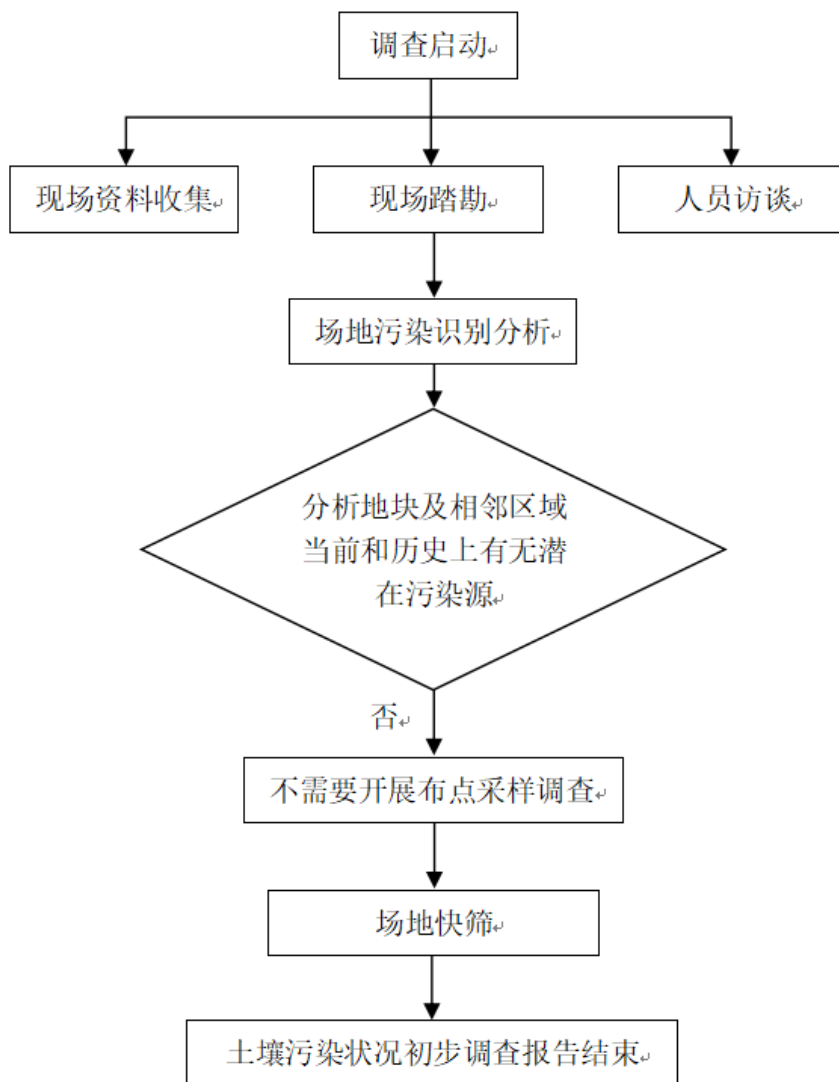 调查启动
现场资料收集
现场踏勘
人员访谈
场地污染识别分析
分析地块及相邻区域
当前和历史上有无潜
在污染源
否
不需要开展布点采样调查
场地快筛
土壤污染状况初步调查报告结束